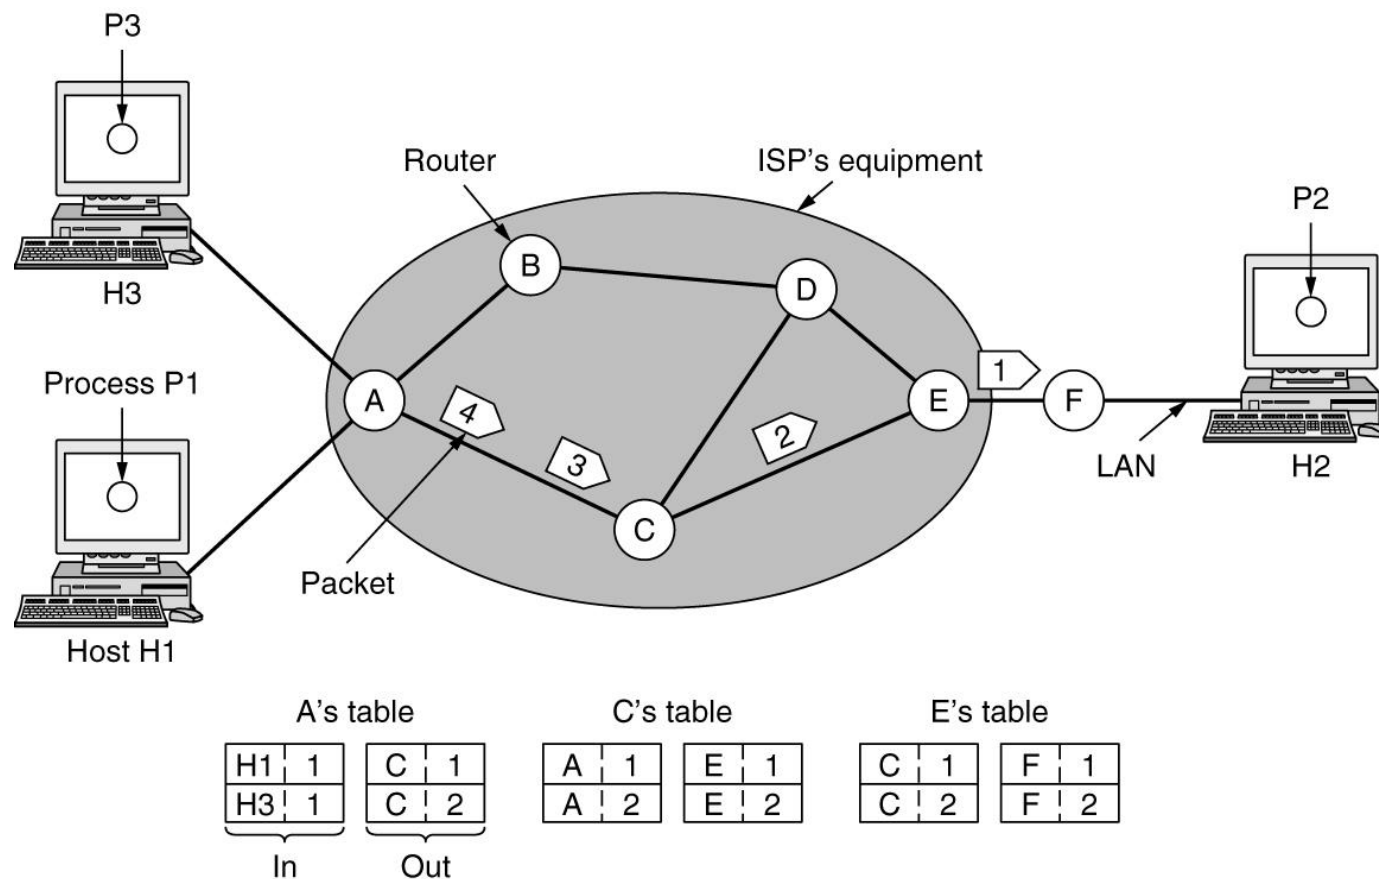 P3
Router
ISP's equipment
P2
B
D
H3
Process P1
A
4
3
2
1
E
F
C
LAN
H2
Packet
Host H1
A's table
C's table
E's table
H1 1 C 1 A 1 E 1 C 1 F 1
H3 1 C 2 A 2 E 2 C 2 F 2
In Out